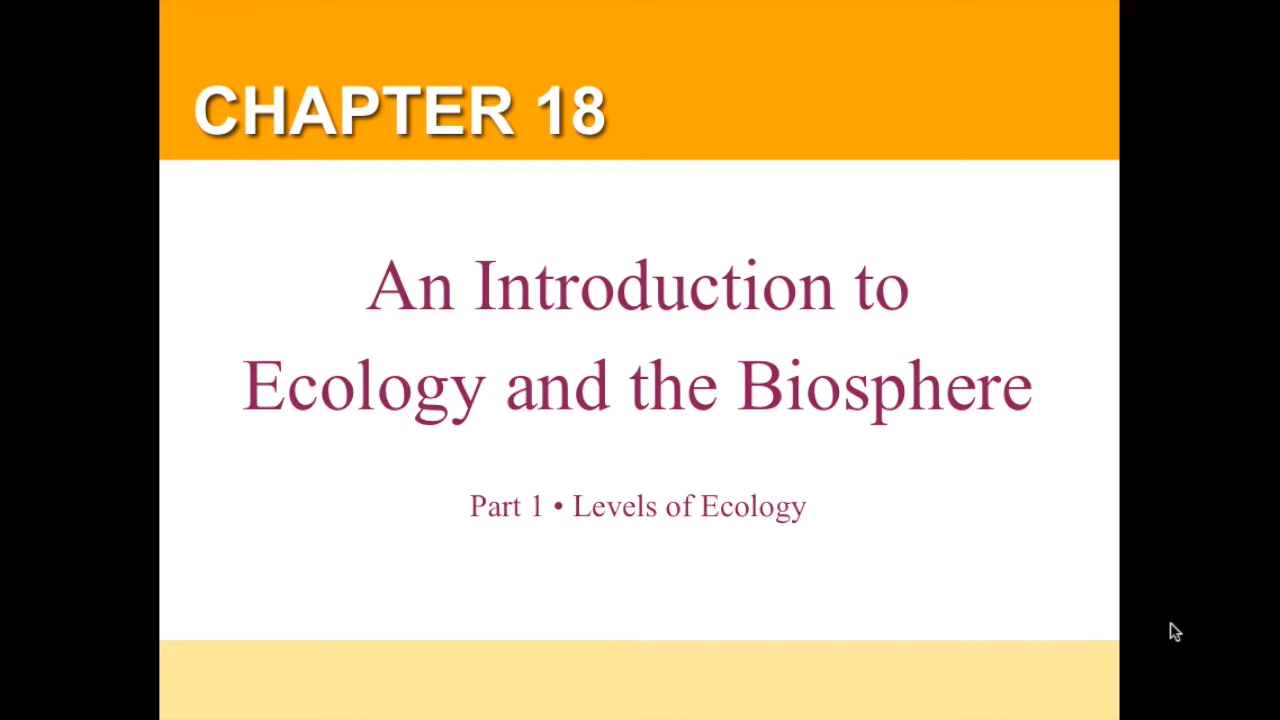 CHAPTER 18
An Introduction to
Ecology and the Biosphere
Part 1 • Levels of Ecology